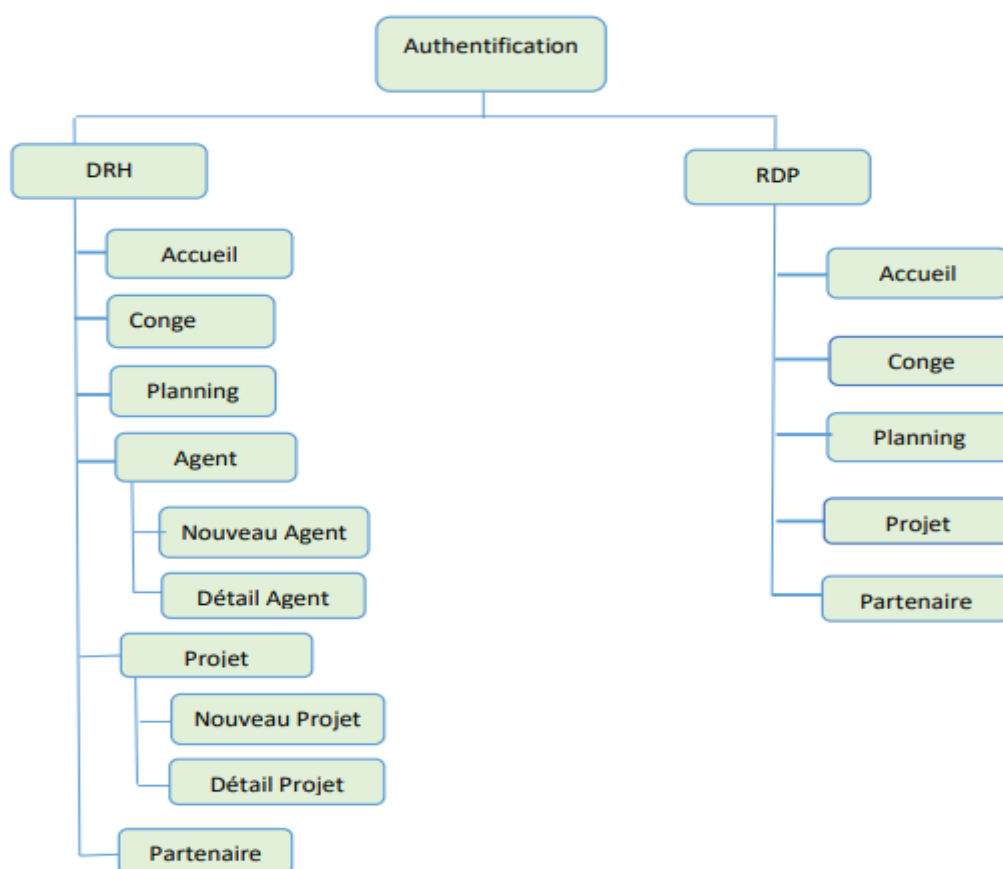 Authentification
DRH
Accueil
Conge
Planning
Agent
Nouveau Agent
Détail Agent
Projet
Nouveau Projet
Détail Projet
Partenaire
RDP
Accueil
Conge
Planning
Projet
Partenaire